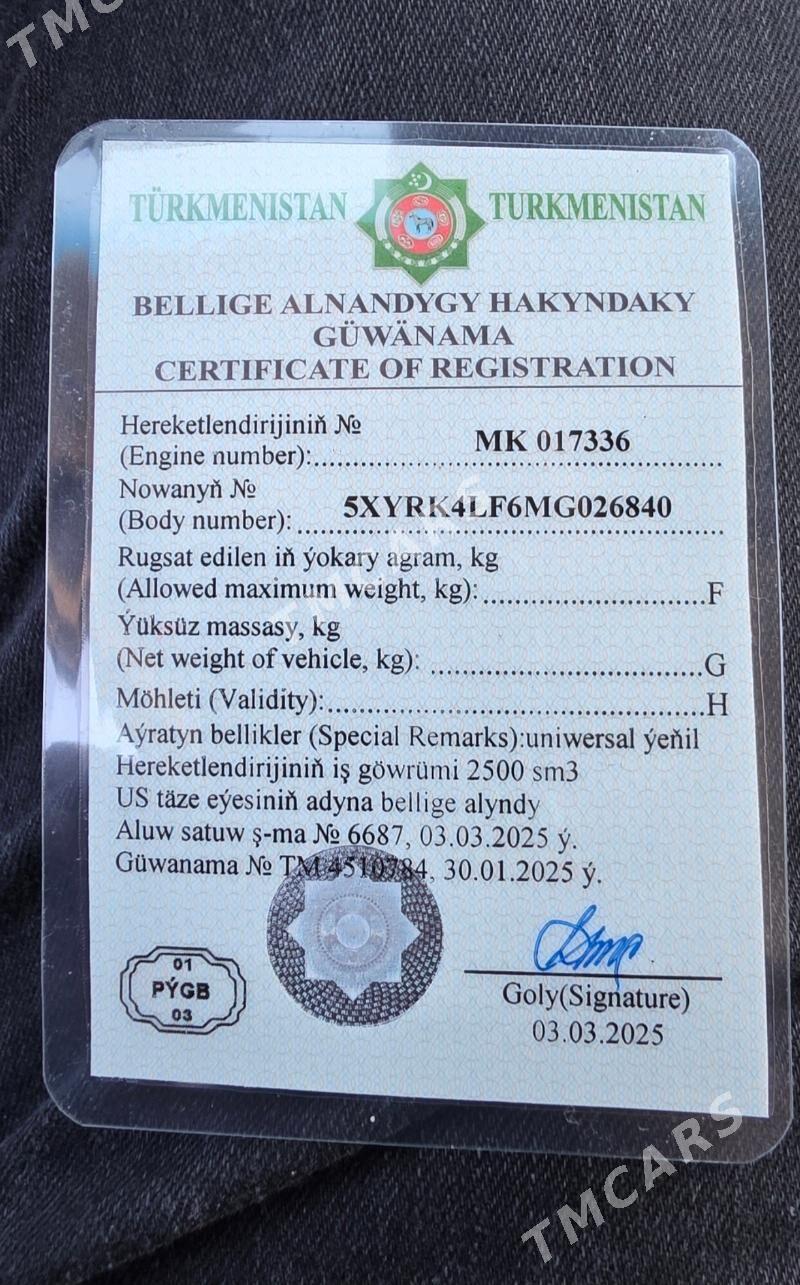 TMC
TÜRKMENISTAN TURKMENISTAN
BELLIGE ALNANDYGY HAKYNDAKY
GÜWÄNAMA
CERTIFICATE OF REGISTRATION
Hereketlendirijiniň №
(Engine number):....MK 017336....
Nowanyň №
(Body number):....5XYRK4LF6MG026840....
Rugsat edilen iň ýokary agram, kg
(Allowed maximum weight, kg):....F
Ýüksüz massasy, kg
(Net weight of vehicle, kg):....G
Möhleti (Validity):....H
Aýratyn bellikler (Special Remarks):uniwersal ýeňil
Hereketlendirijiniň iş göwrümi 2500 sm3
US täze eýesiniň adyna bellige alyndy
Aluw satuw ş-ma № 6687, 03.03.2025 ý.
Güwanama № TM 4510784, 30.01.2025 ý.
01
PÝGB
03
Goly(Signature)
03.03.2025
TMCARS
TMCARS